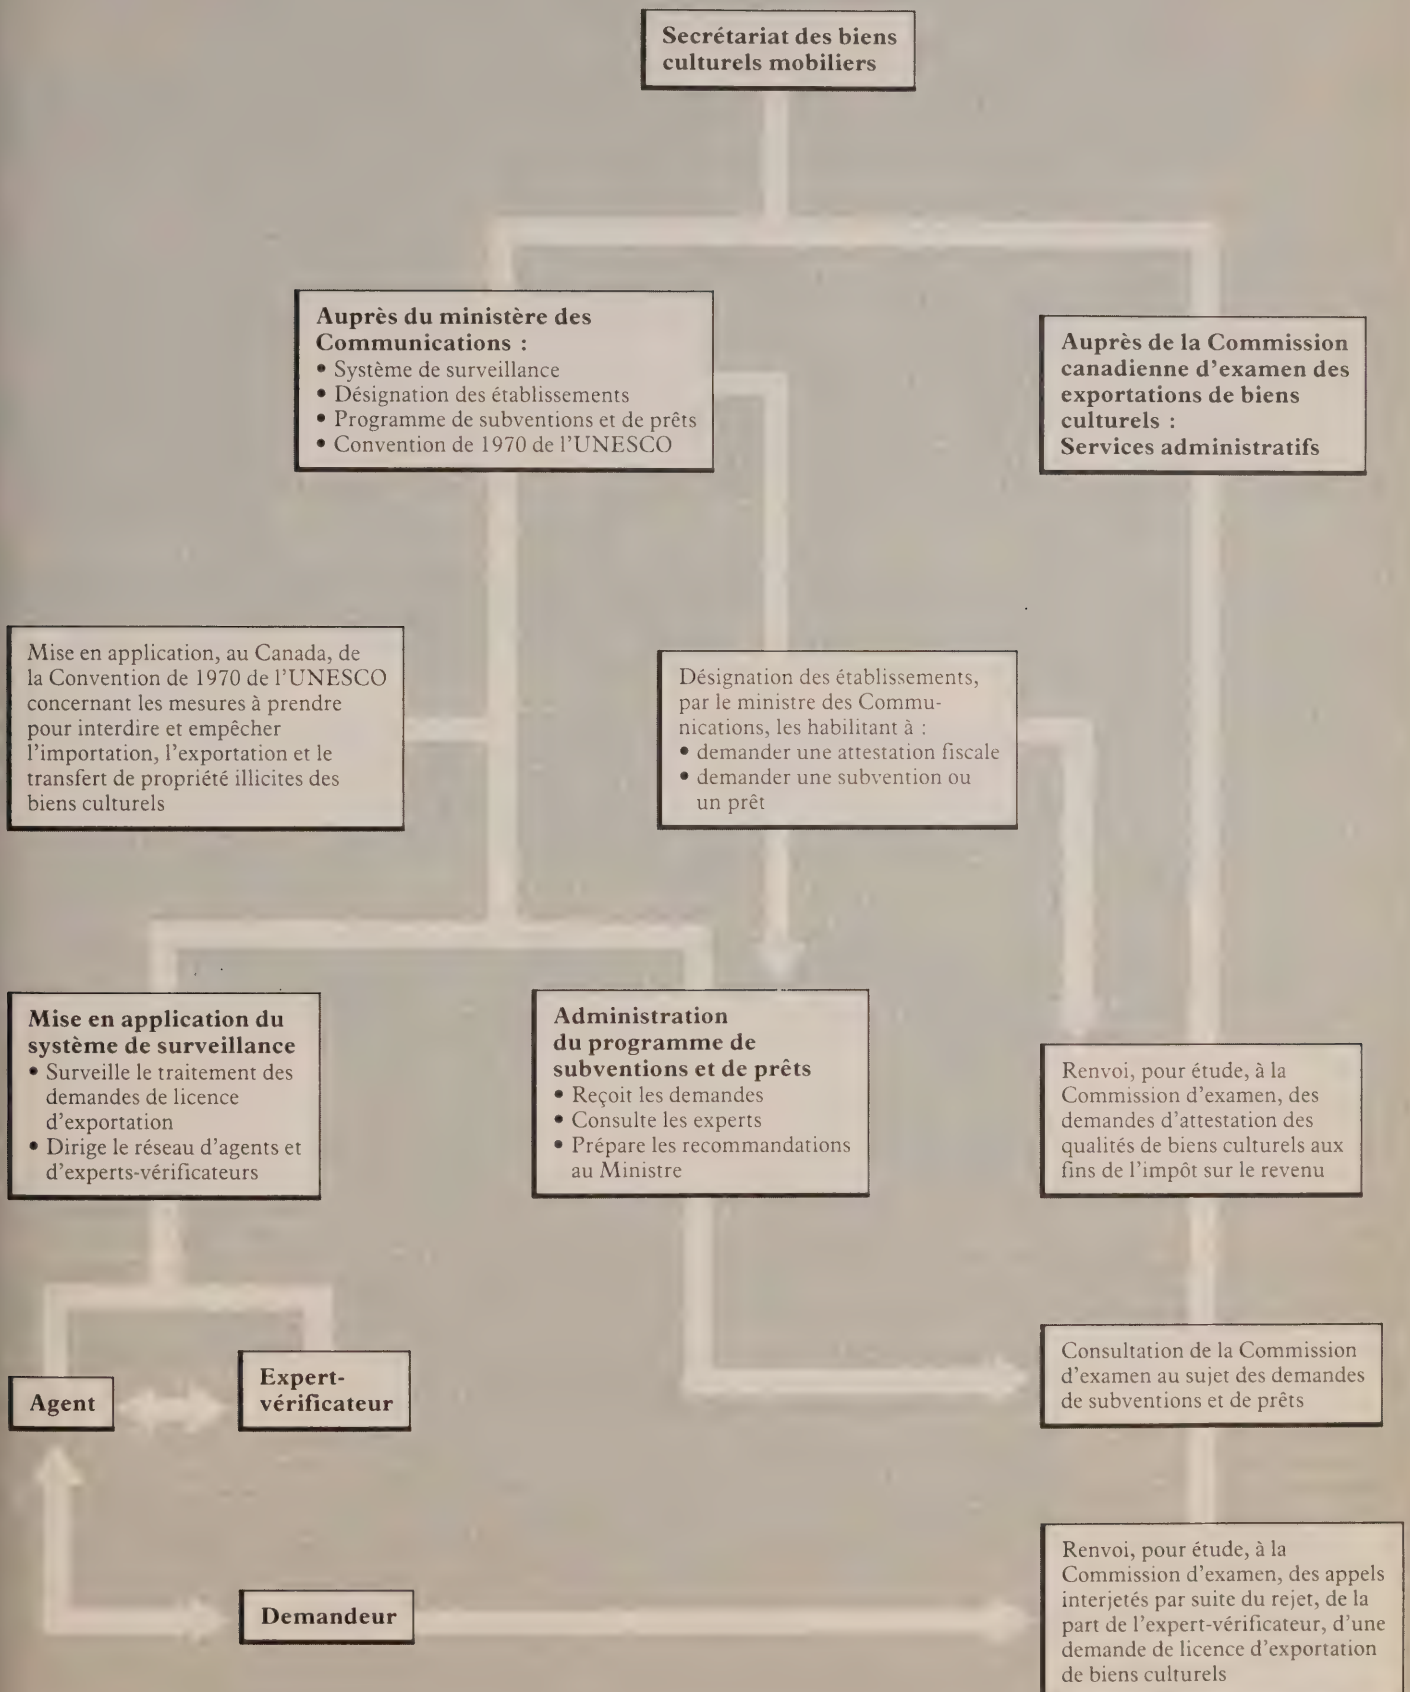 Secrétariat des biens
culturels mobiliers
Auprès du ministère des
Communications :
• Système de surveillance
• Désignation des établissements
• Programme de subventions et de prêts
• Convention de 1970 de l'UNESCO
Auprès de la Commission
canadienne d'examen des
exportations de biens
culturels :
Services administratifs
Mise en application, au Canada, de
la Convention de 1970 de l'UNESCO
concernant les mesures à prendre
pour interdire et empêcher
l'importation, l'exportation et le
transfert de propriété illicites des
biens culturels
Désignation des établissements,
par le ministre des Commu-
nications, les habilitant à :
• demander une attestation fiscale
• demander une subvention ou
un prêt
Mise en application du
système de surveillance
• Surveille le traitement des
demandes de licence
d'exportation
• Dirige le réseau d'agents et
d'experts-vérificateurs
Administration
du programme de
subventions et de prêts
• Reçoit les demandes
• Consulte les experts
• Prépare les recommandations
au Ministre
Renvoi, pour étude, à la
Commission d'examen, des
demandes d'attestation des
qualités de biens culturels aux
fins de l'impôt sur le revenu
Agent
Expert-
vérificateur
Consultation de la Commission
d'examen au sujet des demandes
de subventions et de prêts
Demandeur
Renvoi, pour étude, à la
Commission d'examen, des appels
interjetés par suite du rejet, de la
part de l'expert-vérificateur, d'une
demande de licence d'exportation
de biens culturels